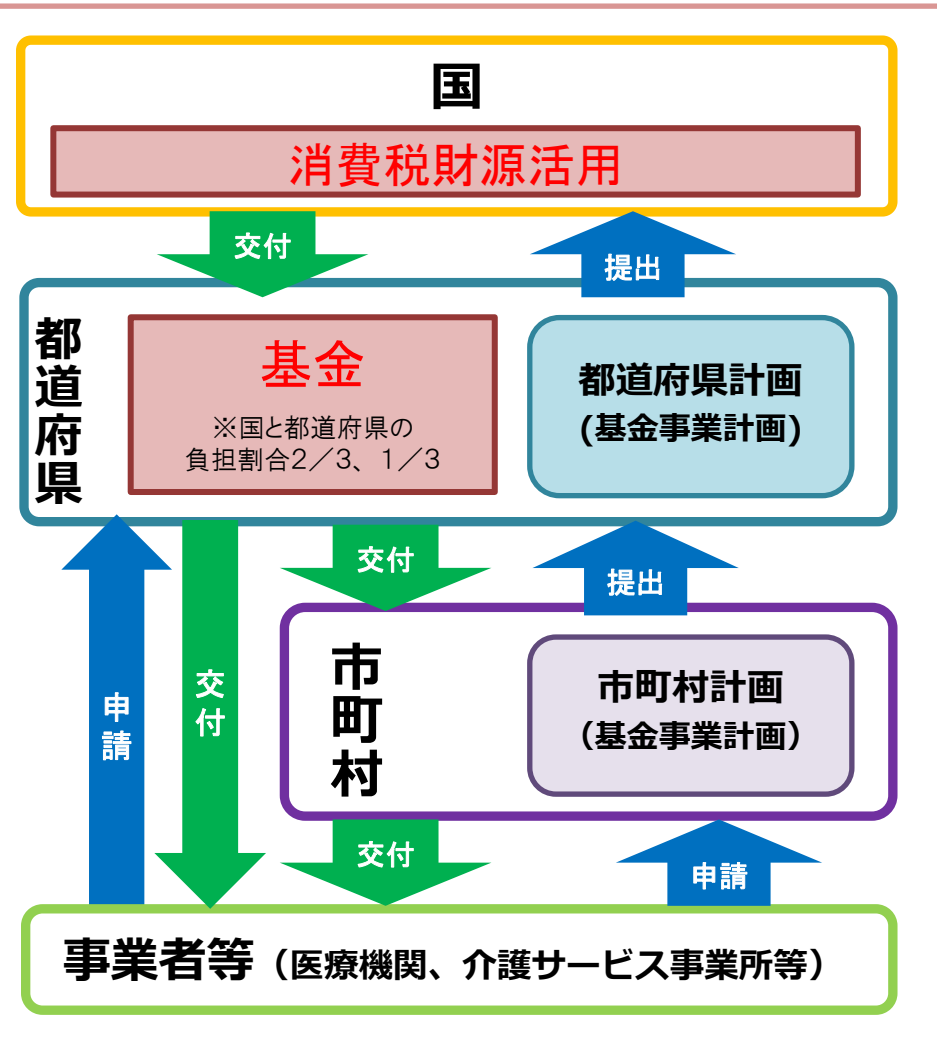 国
消費税財源活用
交付
提出
都道府県
基金
※国と都道府県の
負担割合2／3、1／3
都道府県計画
(基金事業計画)
交付
提出
申請
交付
市町村
市町村計画
（基金事業計画）
交付
申請
事業者等（医療機関、介護サービス事業所等）